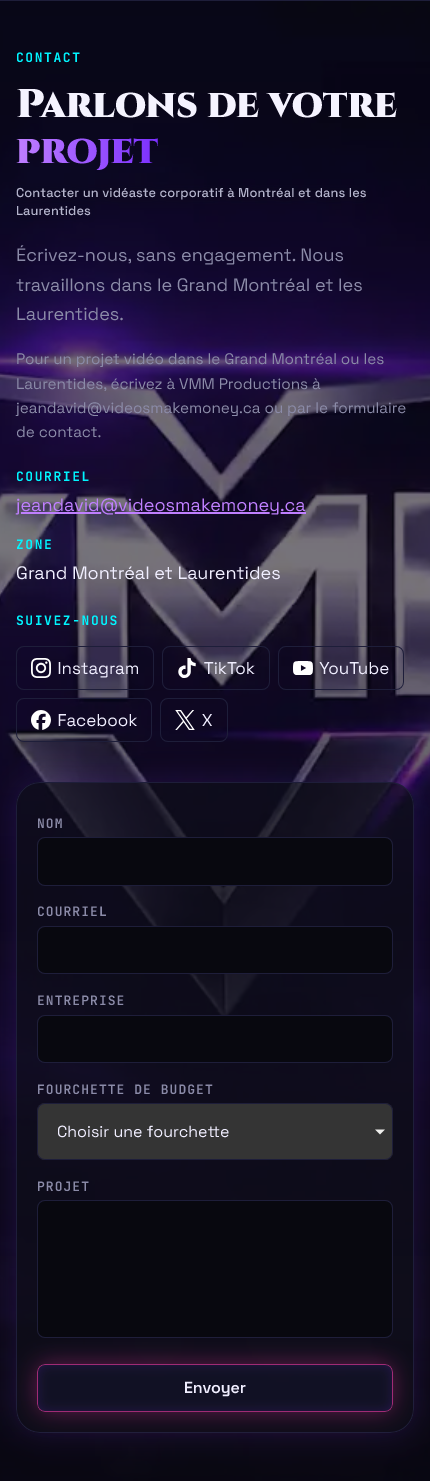 CONTACT
Parlons de votre
projet
Contacter un vidéaste corporatif à Montréal et dans les
Laurentides
Écrivez-nous, sans engagement. Nous
travaillons dans le Grand Montréal et les
Laurentides.
Pour un projet vidéo dans le Grand Montréal ou les
Laurentides, écrivez à VMM Productions à
jeandavid@videosmakemoney.ca ou par le formulaire
de contact.
COURRIEL
jeandavid@videosmakemoney.ca
ZONE
Grand Montréal et Laurentides
SUIVEZ-NOUS
Instagram TikTok YouTube
Facebook X
NOM
COURRIEL
ENTREPRISE
FOURCHETTE DE BUDGET
Choisir une fourchette
PROJET
Envoyer